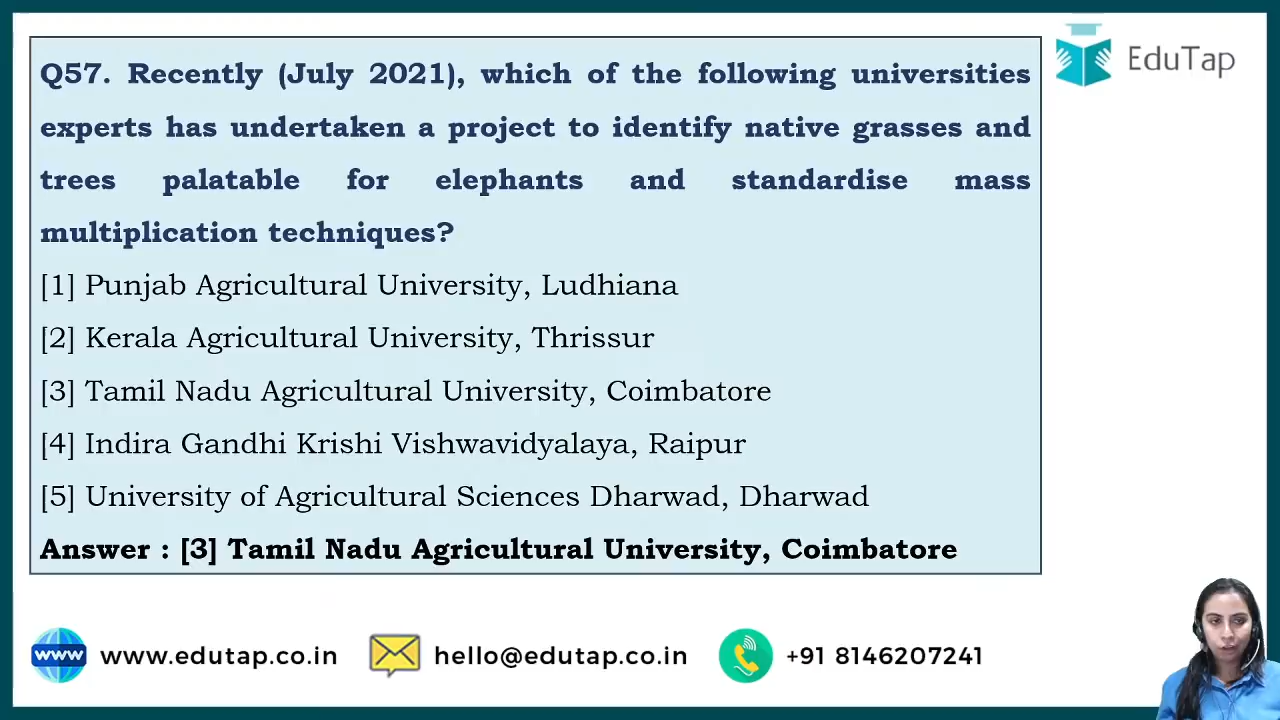 EduTap
Q57. Recently (July 2021), which of the following universities
experts has undertaken a project to identify native grasses and
trees palatable for elephants and standardise mass
multiplication techniques?
[1] Punjab Agricultural University, Ludhiana
[2] Kerala Agricultural University, Thrissur
[3] Tamil Nadu Agricultural University, Coimbatore
[4] Indira Gandhi Krishi Vishwavidyalaya, Raipur
[5] University of Agricultural Sciences Dharwad, Dharwad
Answer : [3] Tamil Nadu Agricultural University, Coimbatore
www www.edutap.co.in hello@edutap.co.in +91 8146207241